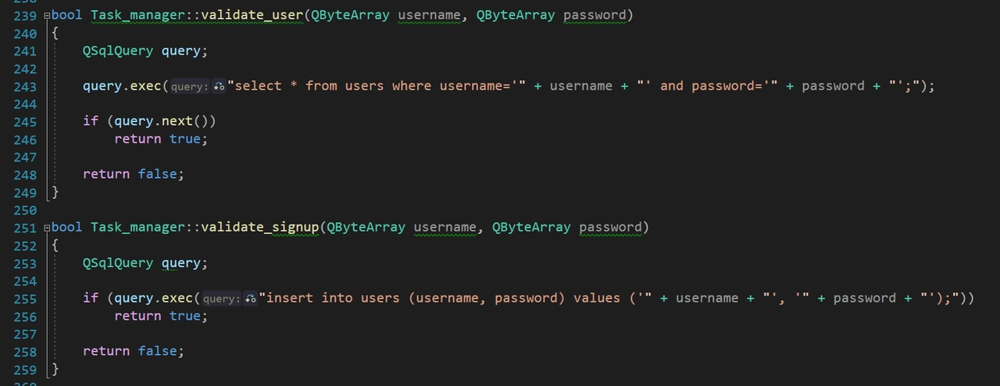 239 bool Task_manager::validate_user(QByteArray username, QByteArray password)
240 {
241     QSqlQuery query;
242
243     query.exec(query: "select * from users where username='" + username + "' and password='" + password + "';");
244
245     if (query.next())
246         return true;
247
248     return false;
249 }
250
251 bool Task_manager::validate_signup(QByteArray username, QByteArray password)
252 {
253     QSqlQuery query;
254
255     if (query.exec(query: "insert into users (username, password) values ('" + username + "', '" + password + "');"))
256         return true;
257
258     return false;
259 }